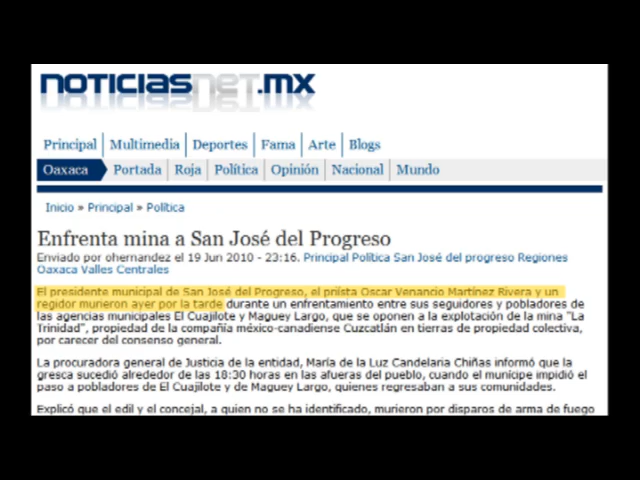 noticiasnet.mx
Principal Multimedia Deportes Fama Arte Blogs
Oaxaca Portada Roja Política Opinión Nacional Mundo
Inicio » Principal » Política
Enfrenta mina a San José del Progreso
Enviado por ohernandez el 19 Jun 2010 - 23:16. Principal Política San José del progreso Regiones
Oaxaca Valles Centrales
El presidente municipal de San José del Progreso, el priísta Oscar Venancio Martínez Rivera y un
regidor murieron ayer por la tarde durante un enfrentamiento entre sus seguidores y pobladores de
las agencias municipales El Cuajilote y Maguey Largo, que se oponen a la explotación de la mina "La
Trinidad", propiedad de la compañía méxico-canadiense Cuzcatlán en tierras de propiedad colectiva,
por carecer del consenso general.
La procuradora general de Justicia de la entidad, María de la Luz Candelaria Chiñas informó que la
gresca sucedió alrededor de las 18:30 horas en las afueras del pueblo, cuando el munícipe impidió el
paso a pobladores de El Cuajilote y de Maguey Largo, quienes regresaban a sus comunidades.
Explicó que el edil y el concejal, a quien no se ha identificado, murieron por disparos de arma de fuego